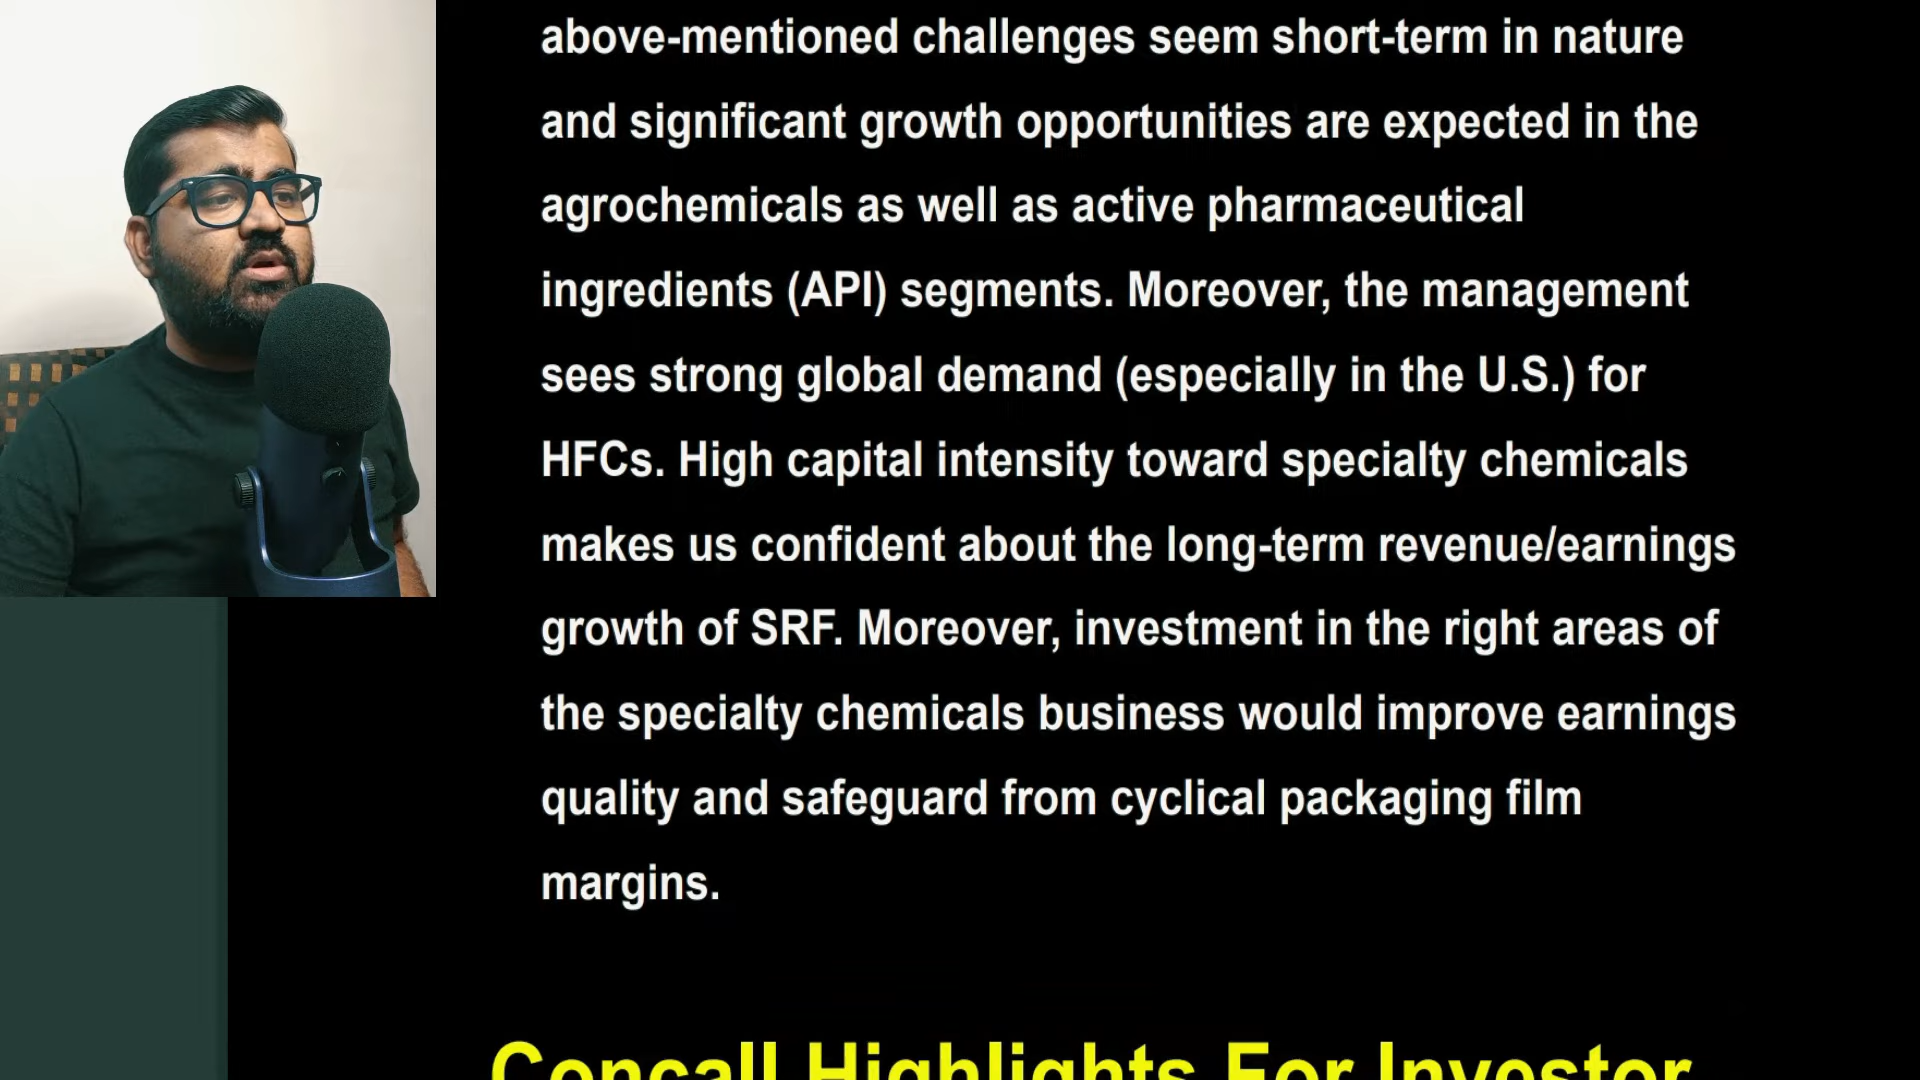 above-mentioned challenges seem short-term in nature
and significant growth opportunities are expected in the
agrochemicals as well as active pharmaceutical
ingredients (API) segments. Moreover, the management
sees strong global demand (especially in the U.S.) for
HFCs. High capital intensity toward specialty chemicals
makes us confident about the long-term revenue/earnings
growth of SRF. Moreover, investment in the right areas of
the specialty chemicals business would improve earnings
quality and safeguard from cyclical packaging film
margins.
Concall Highlights For Investor